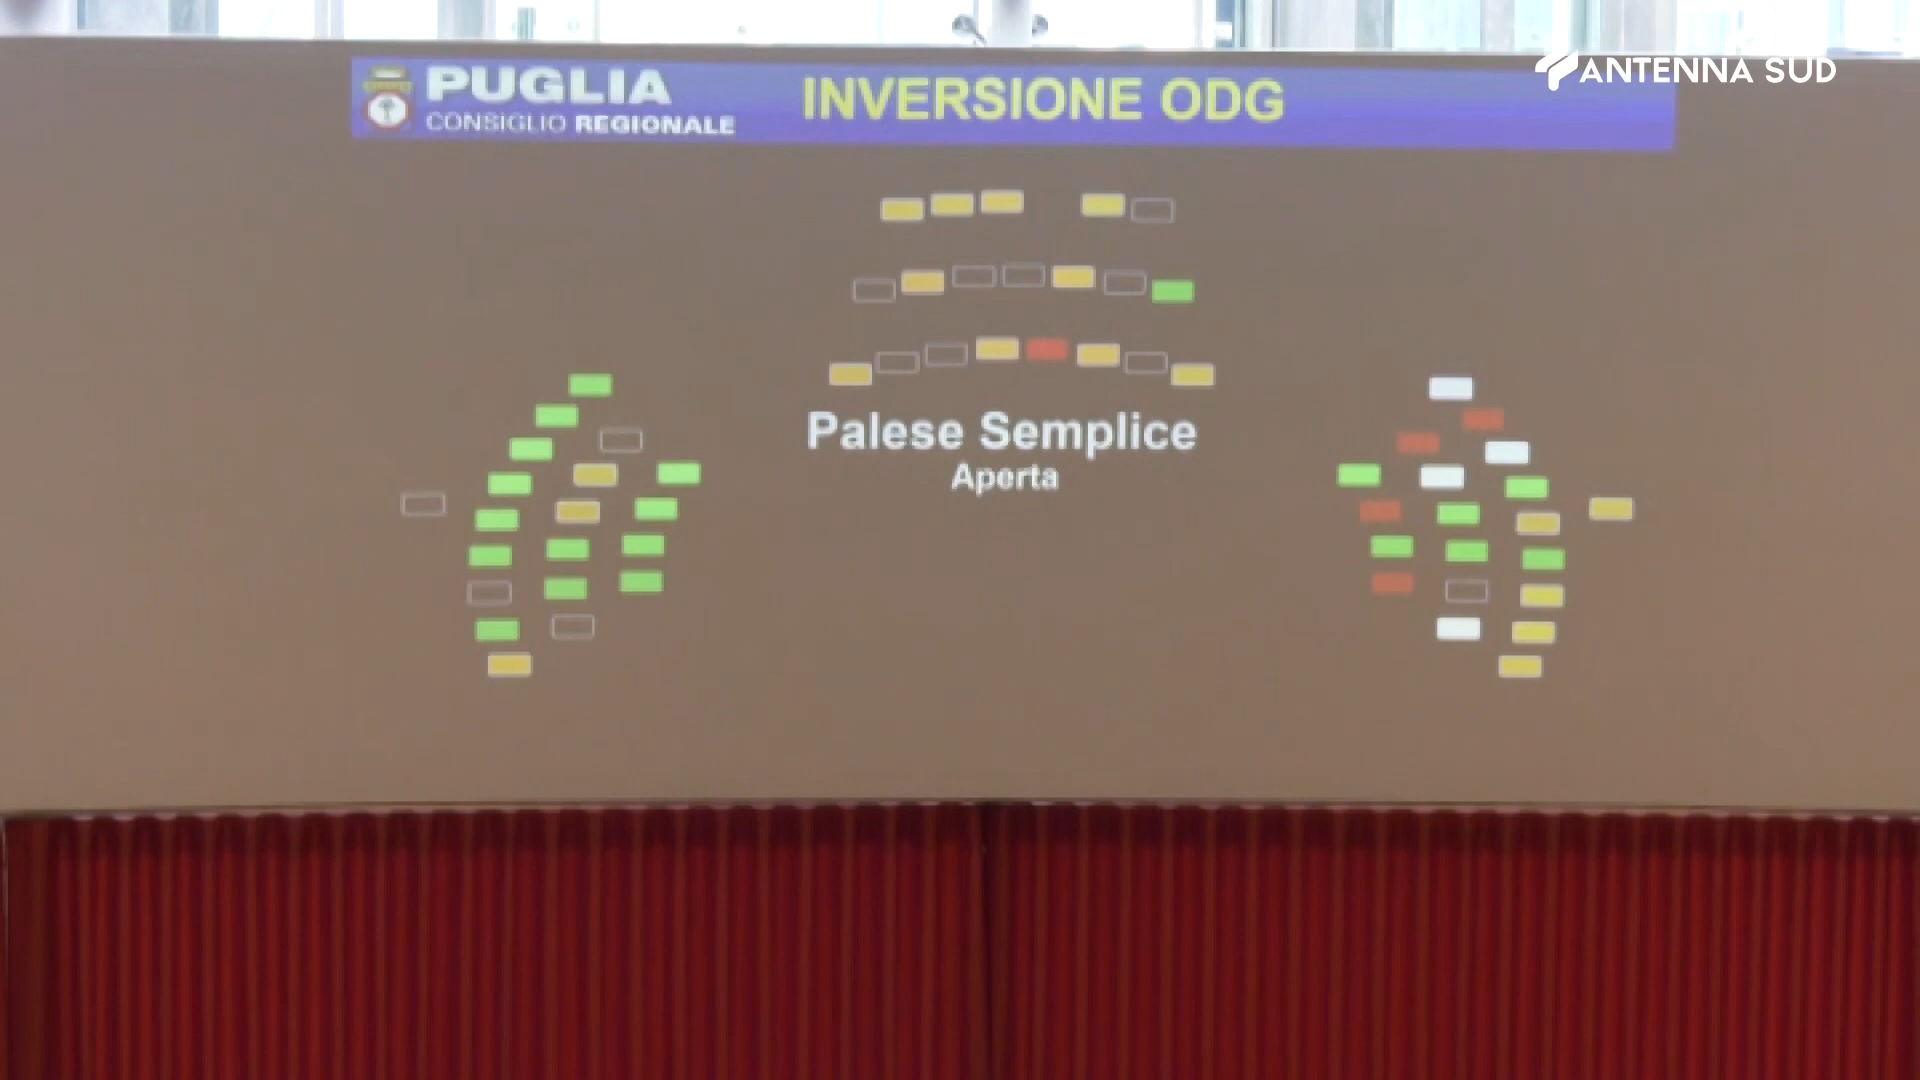 PUGLIA
CONSIGLIO REGIONALE
INVERSIONE ODG
ANTENNA SUD
Palese Semplice
Aperta